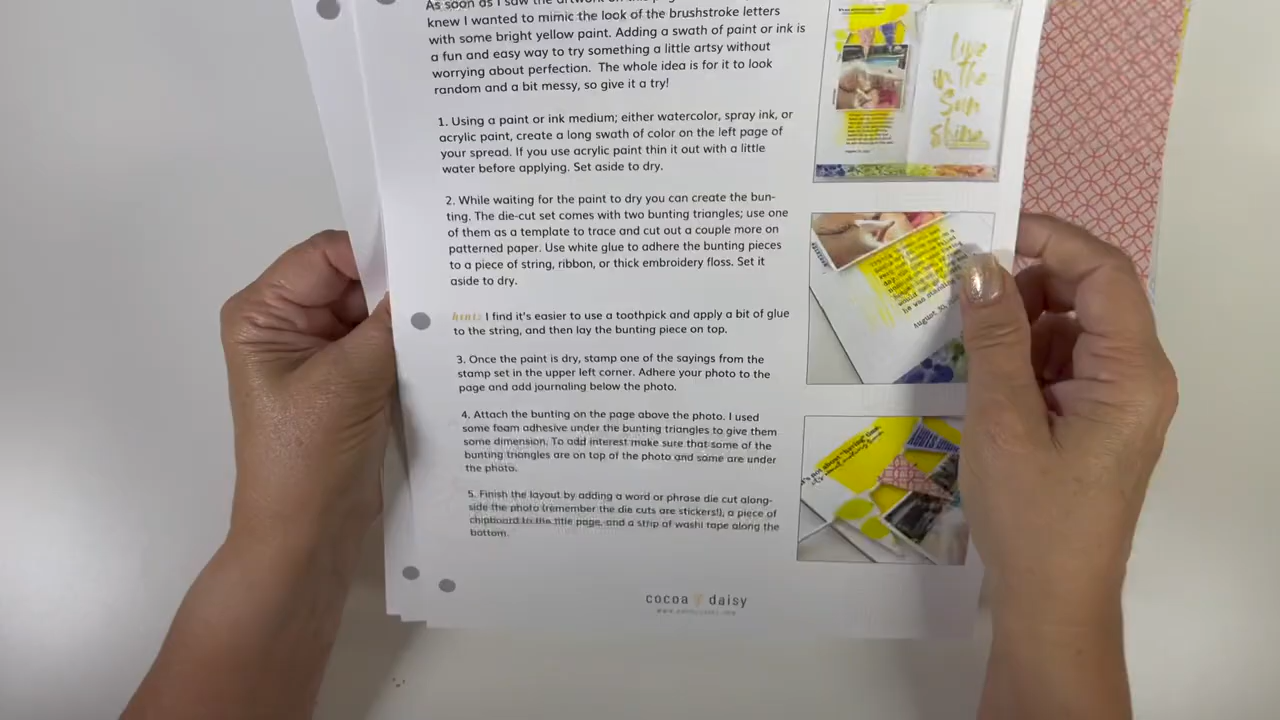 As soon as I saw the artwork on
knew I wanted to mimic the look of the brushstroke letters
with some bright yellow paint. Adding a swath of paint or ink is
a fun and easy way to try something a little artsy without
worrying about perfection. The whole idea is for it to look
random and a bit messy, so give it a try!
1. Using a paint or ink medium; either watercolor, spray ink, or
acrylic paint, create a long swath of color on the left page of
your spread. If you use acrylic paint thin it out with a little
water before applying. Set aside to dry.
2. While waiting for the paint to dry you can create the bun-
ting. The die-cut set comes with two bunting triangles; use one
of them as a template to trace and cut out a couple more on
patterned paper. Use white glue to adhere the bunting pieces
to a piece of string, ribbon, or thick embroidery floss. Set it
aside to dry.
hint: I find it's easier to use a toothpick and apply a bit of glue
to the string, and then lay the bunting piece on top.
3. Once the paint is dry, stamp one of the sayings from the
stamp set in the upper left corner. Adhere your photo to the
page and add journaling below the photo.
4. Attach the bunting on the page above the photo. I used
some foam adhesive under the bunting triangles to give them
some dimension. To add interest make sure that some of the
bunting triangles are on top of the photo and some are under
the photo.
5. Finish the layout by adding a word or phrase die cut along-
side the photo (remember the die cuts are stickers!), a piece of
chipboard to the title page, and a strip of washi tape along the
bottom.
live
in the
sun
shine
August 30,
cocoa daisy